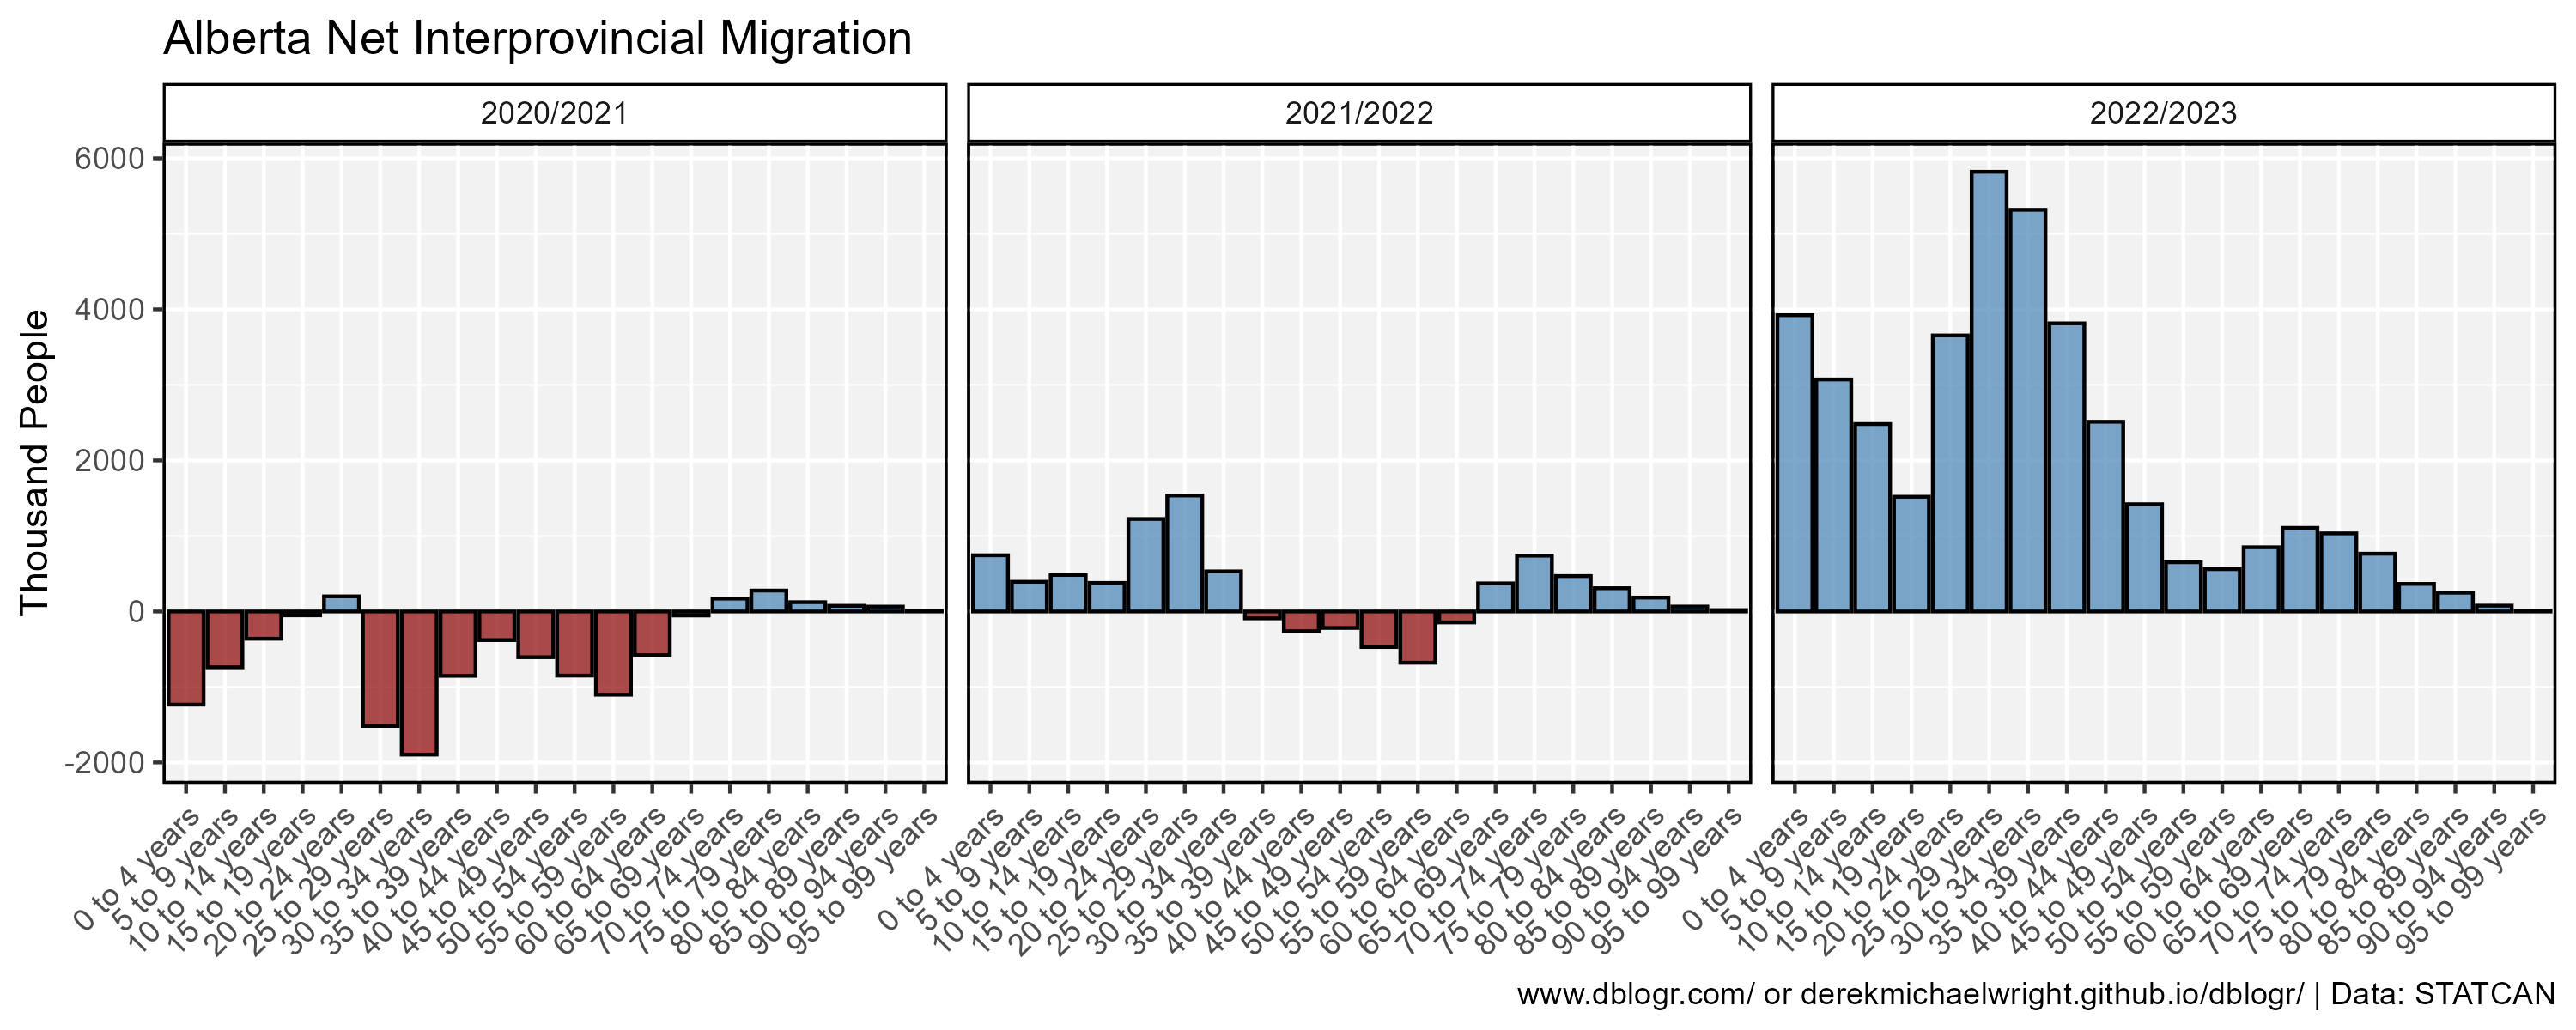 Alberta Net Interprovincial Migration
2020/2021
2021/2022
2022/2023
Thousand People
6000
4000
2000
0
-2000
0 to 4 years
5 to 9 years
10 to 14 years
15 to 19 years
20 to 24 years
25 to 29 years
30 to 34 years
35 to 39 years
40 to 44 years
45 to 49 years
50 to 54 years
55 to 59 years
60 to 64 years
65 to 69 years
70 to 74 years
75 to 79 years
80 to 84 years
85 to 89 years
90 to 94 years
95 to 99 years
0 to 4 years
5 to 9 years
10 to 14 years
15 to 19 years
20 to 24 years
25 to 29 years
30 to 34 years
35 to 39 years
40 to 44 years
45 to 49 years
50 to 54 years
55 to 59 years
60 to 64 years
65 to 69 years
70 to 74 years
75 to 79 years
80 to 84 years
85 to 89 years
90 to 94 years
95 to 99 years
0 to 4 years
5 to 9 years
10 to 14 years
15 to 19 years
20 to 24 years
25 to 29 years
30 to 34 years
35 to 39 years
40 to 44 years
45 to 49 years
50 to 54 years
55 to 59 years
60 to 64 years
65 to 69 years
70 to 74 years
75 to 79 years
80 to 84 years
85 to 89 years
90 to 94 years
95 to 99 years
www.dblogr.com/ or derekmichaelwright.github.io/dblogr/ | Data: STATCAN